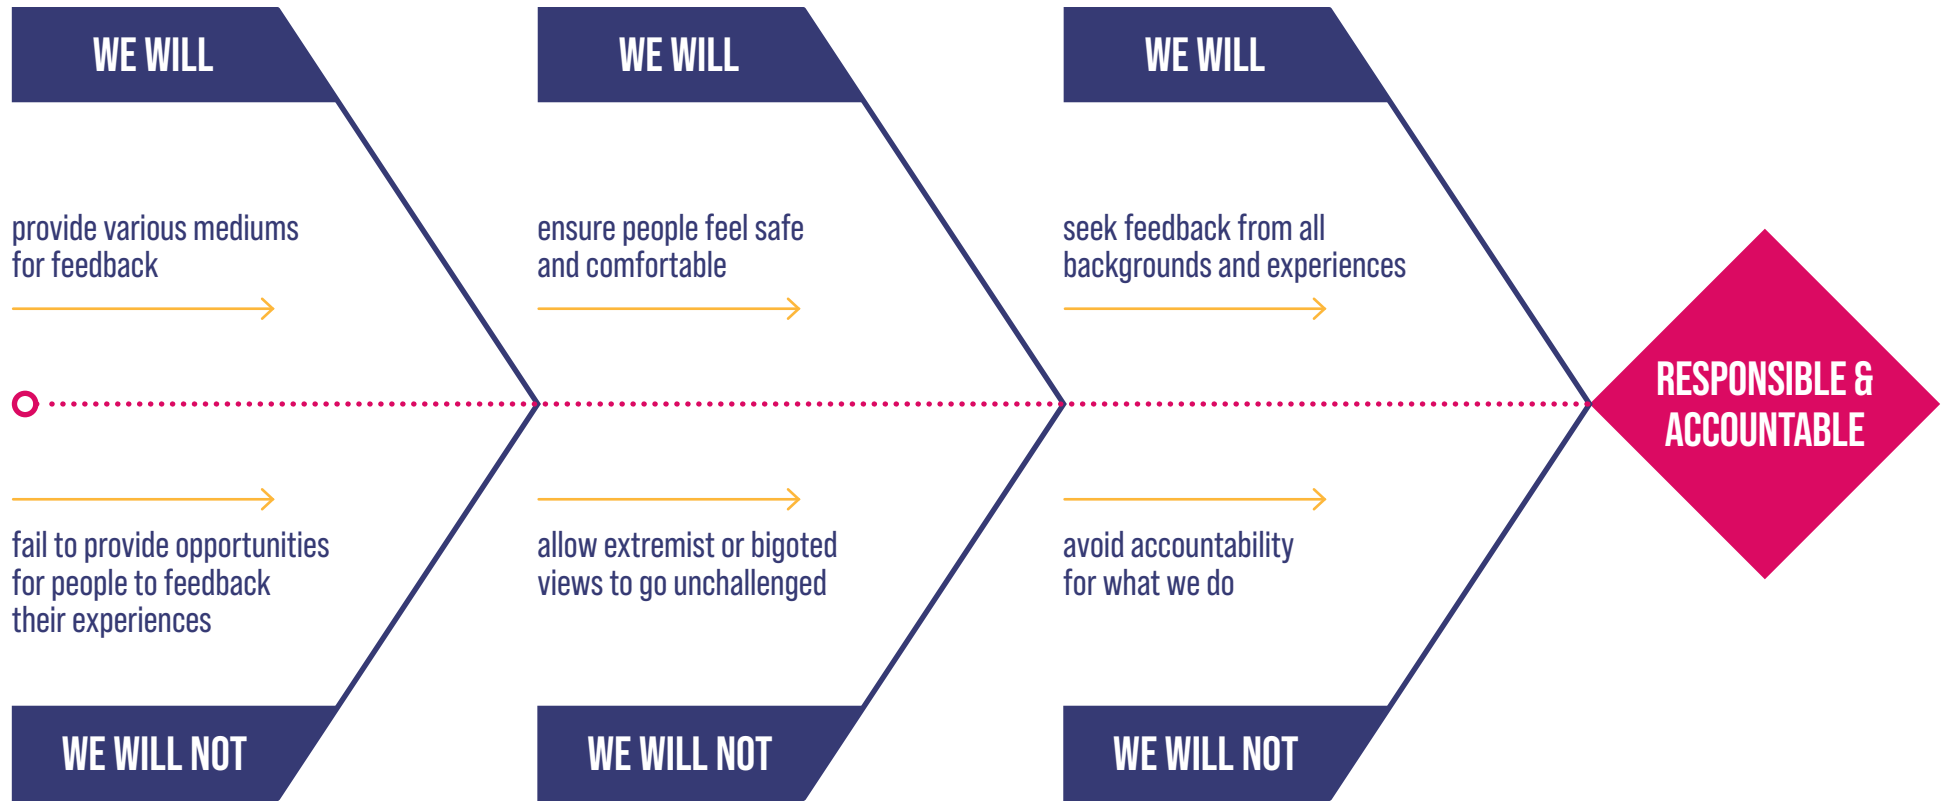 WE WILL
provide various mediums
for feedback
fail to provide opportunities
for people to feedback
their experiences
WE WILL NOT
WE WILL
ensure people feel safe
and comfortable
allow extremist or bigoted
views to go unchallenged
WE WILL NOT
WE WILL
seek feedback from all
backgrounds and experiences
avoid accountability
for what we do
WE WILL NOT
RESPONSIBLE &
ACCOUNTABLE